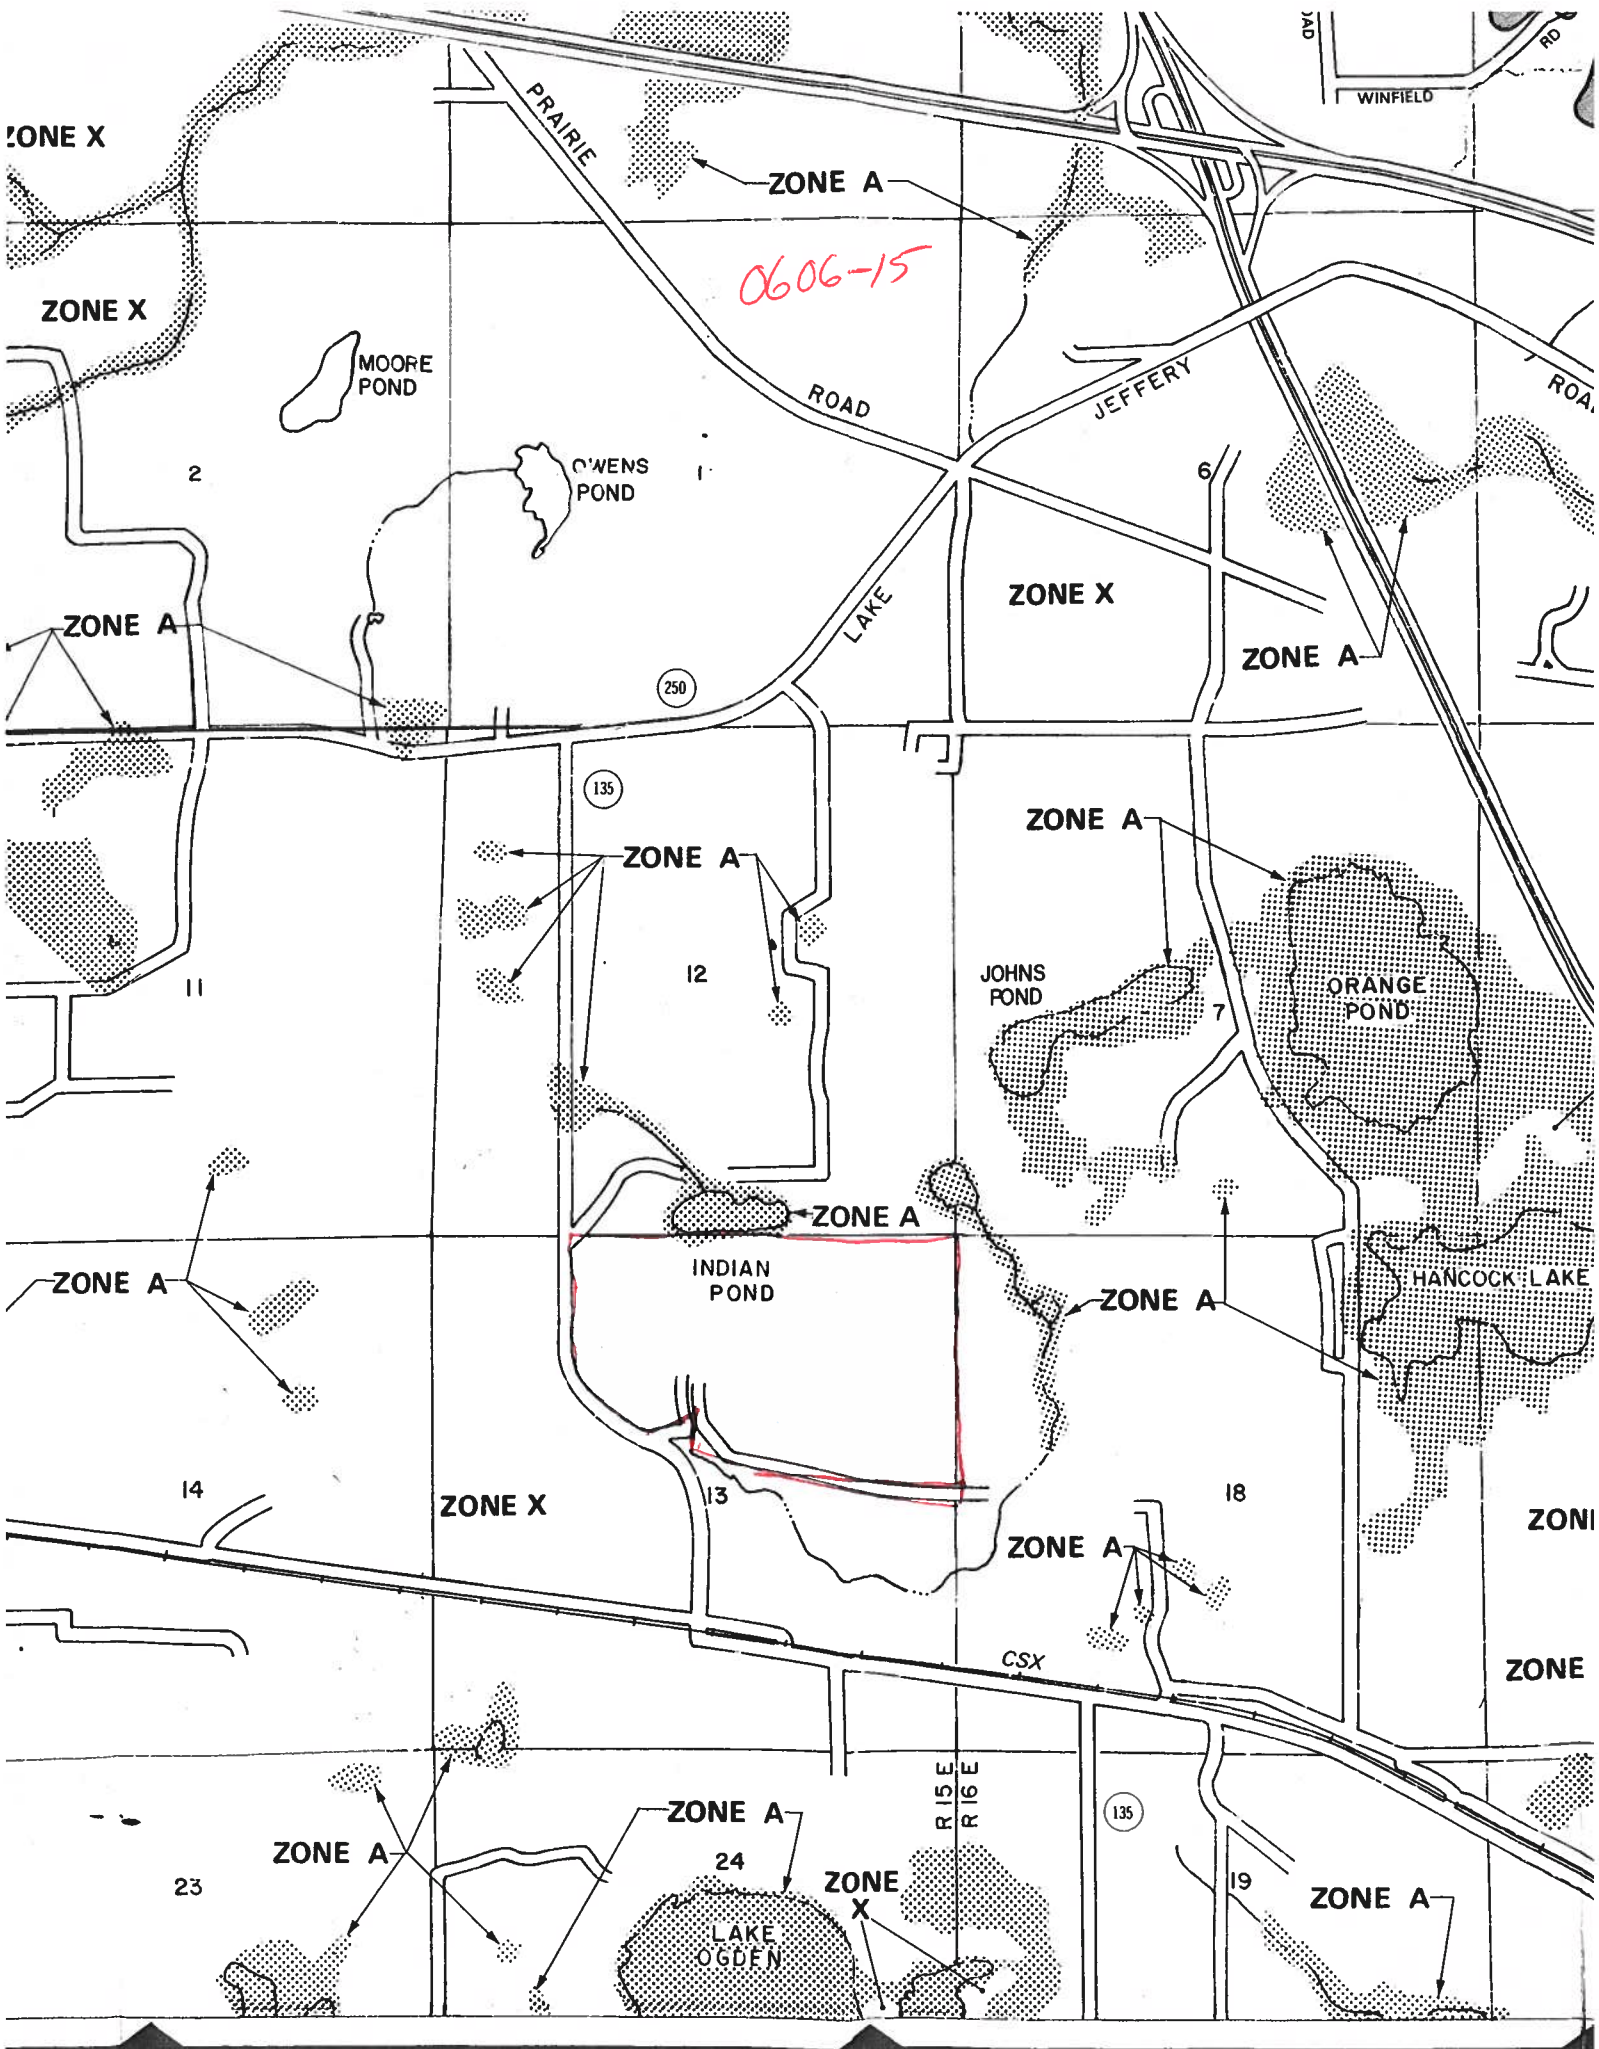 OAD
RD
WINFIELD
PRAIRIE
ZONE X
ZONE A
0606-15
ZONE X
MOORE
POND
ROAD
JEFFERY
ROA
2
OWENS
POND
1
6
ZONE X
LAKE
ZONE A
ZONE A
250
135
ZONE A
ZONE A
11
12
JOHNS
POND
7
ORANGE
POND
ZONE A
INDIAN
POND
ZONE A
ZONE A
HANCOCK LAKE
14
ZONE X
13
18
ZON
ZONE A
CSX
ZONE
R 15 E
R 16 E
135
ZONE A
ZONE A
23
24
ZONE
X
19
ZONE A
LAKE
OGDEN